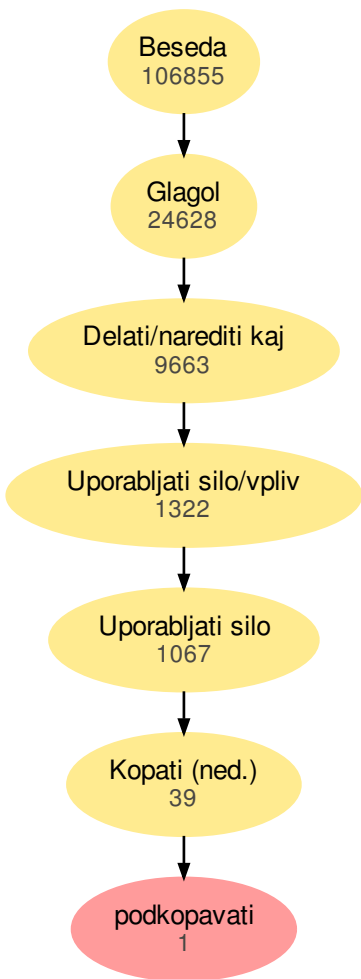 Beseda
106855
Glagol
24628
Delati/narediti kaj
9663
Uporabljati silo/vpliv
1322
Uporabljati silo
1067
Kopati (ned.)
39
podkopavati
1